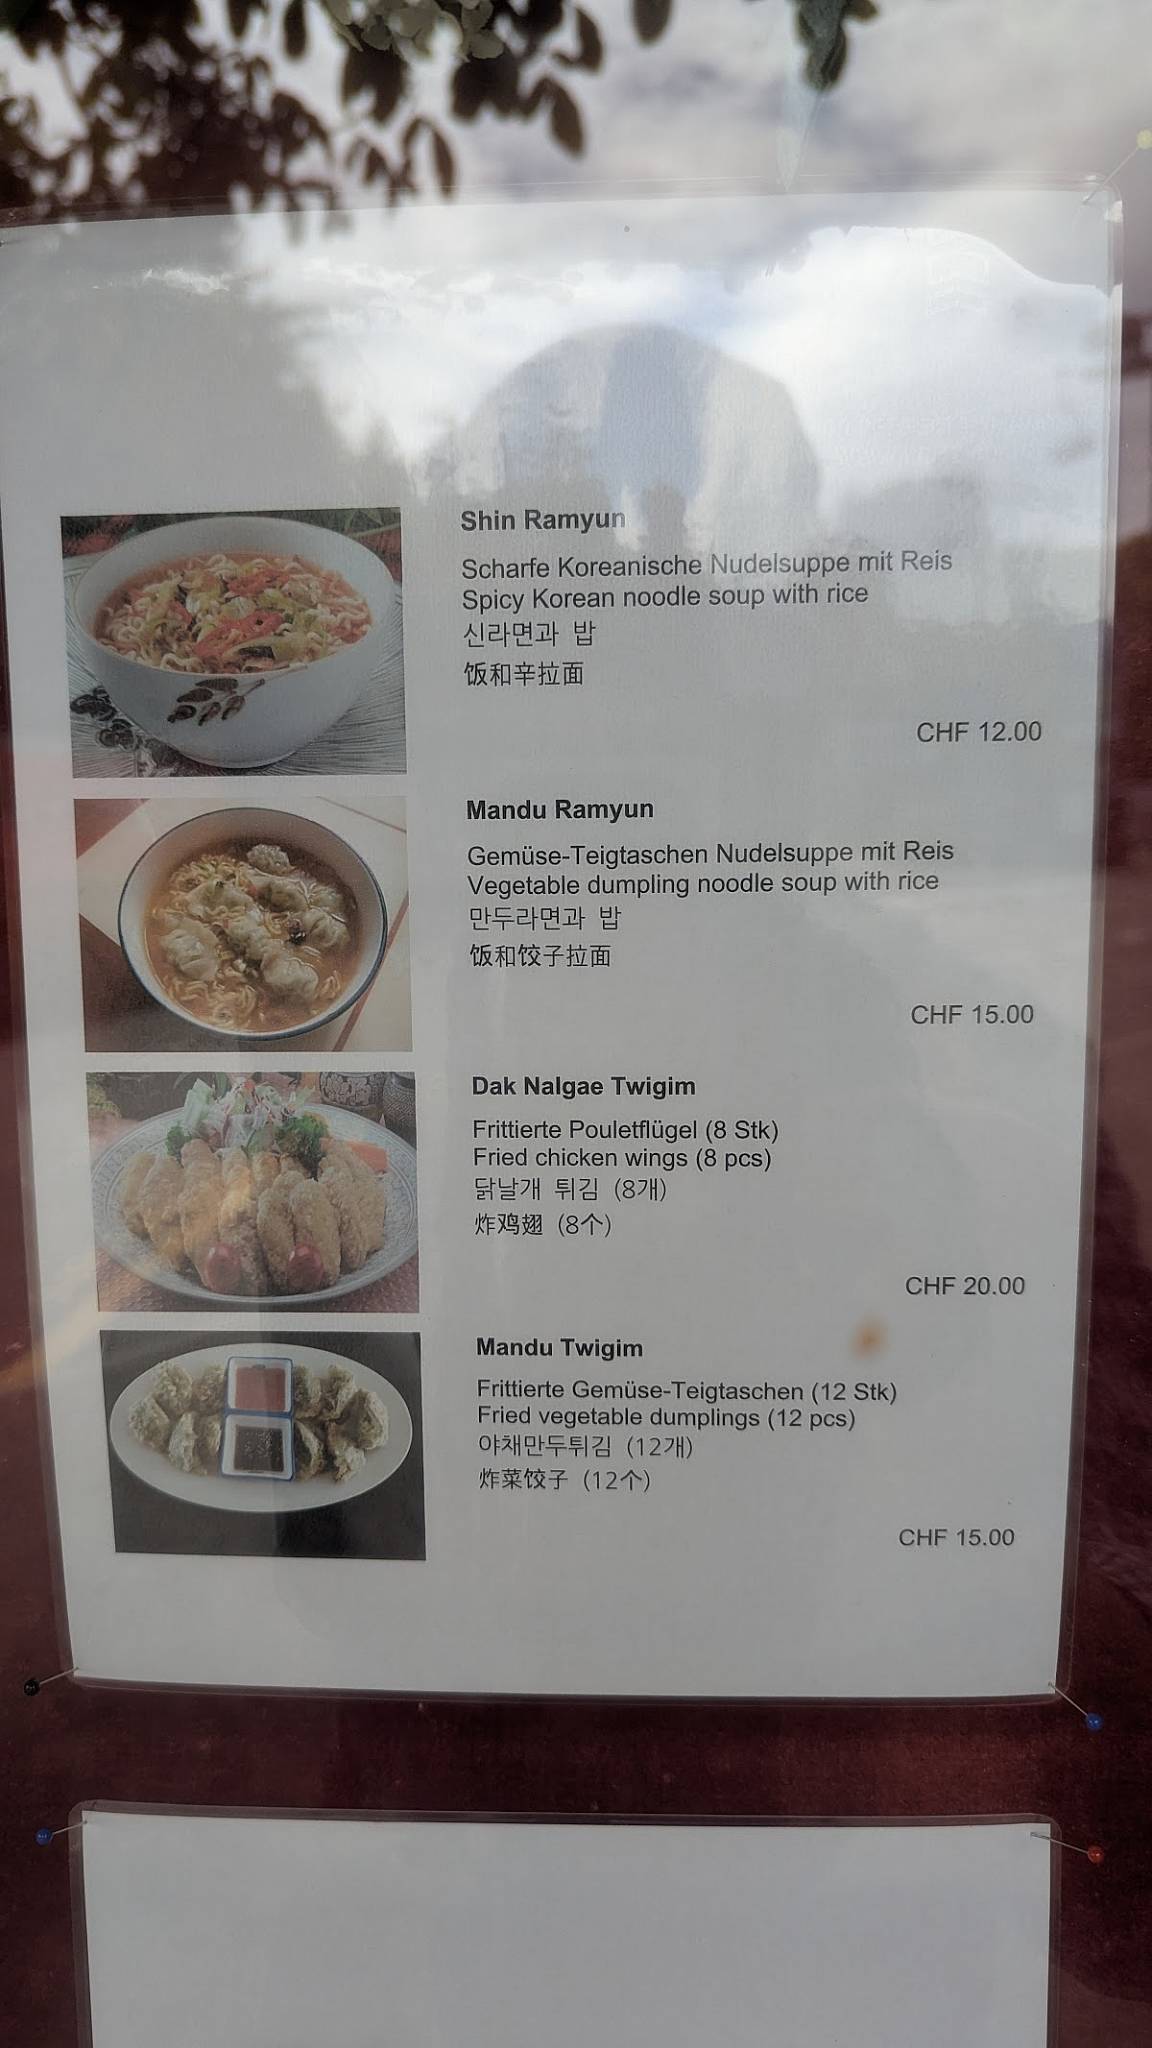 Shin Ramyun
Scharfe Koreanische Nudelsuppe mit Reis
Spicy Korean noodle soup with rice
신라면과 밥
饭和辛拉面
CHF 12.00
Mandu Ramyun
Gemüse-Teigtaschen Nudelsuppe mit Reis
Vegetable dumpling noodle soup with rice
만두라면과 밥
饭和饺子拉面
CHF 15.00
Dak Nalgae Twigim
Frittierte Pouletflügel (8 Stk)
Fried chicken wings (8 pcs)
닭날개 튀김 (8개)
炸鸡翅 (8个)
CHF 20.00
Mandu Twigim
Frittierte Gemüse-Teigtaschen (12 Stk)
Fried vegetable dumplings (12 pcs)
야채만두튀김 (12개)
炸菜饺子 (12个)
CHF 15.00